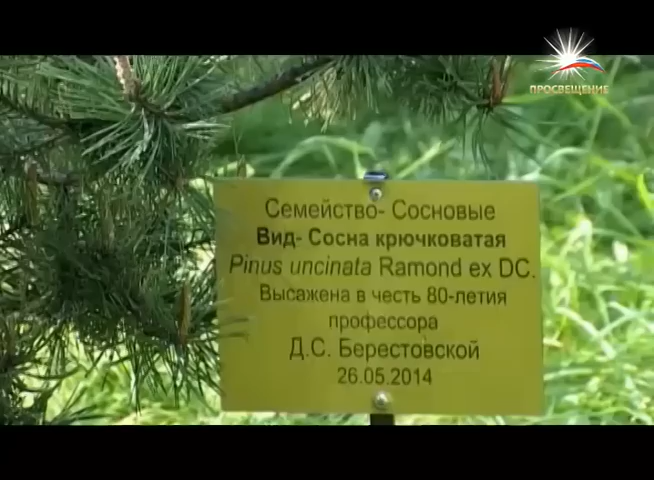 ПРОСВЕЩЕНИЕ
Семейство- Сосновые
Вид- Сосна крючковатая
Pinus uncinata Ramond ex DC.
Высажена в честь 80-летия
профессора
Д.С. Берестовской
26.05.2014